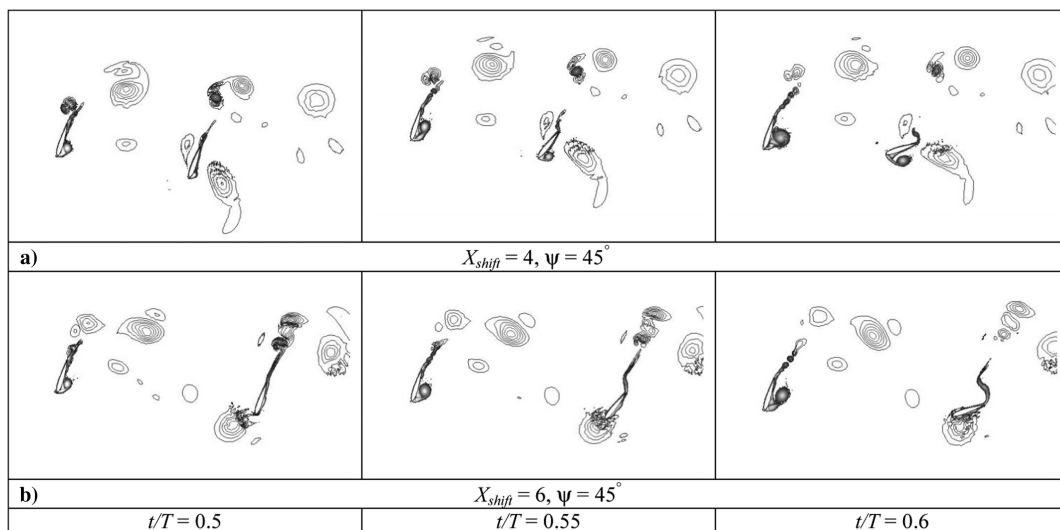 a) X_shift = 4, ψ = 45°
b) X_shift = 6, ψ = 45°
t/T = 0.5 t/T = 0.55 t/T = 0.6